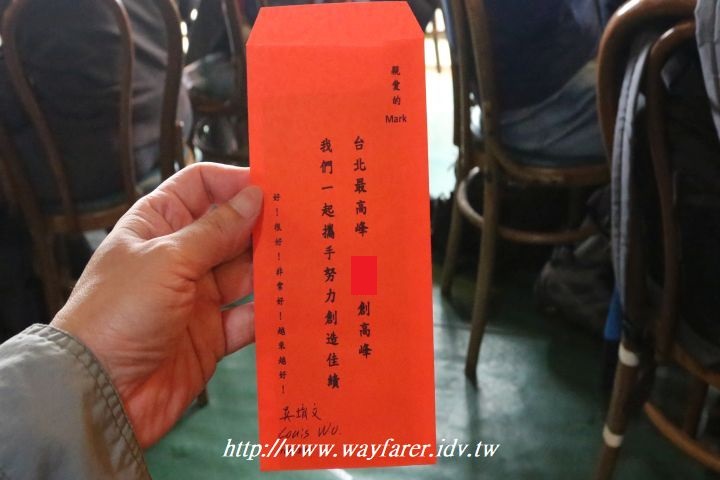 親愛的
Mark
台北最高峰 創高峰
我們一起攜手努力創造佳績
好！很好！非常好！越來越好！
Louis Wu.
http://www.wayfarer.idv.tw